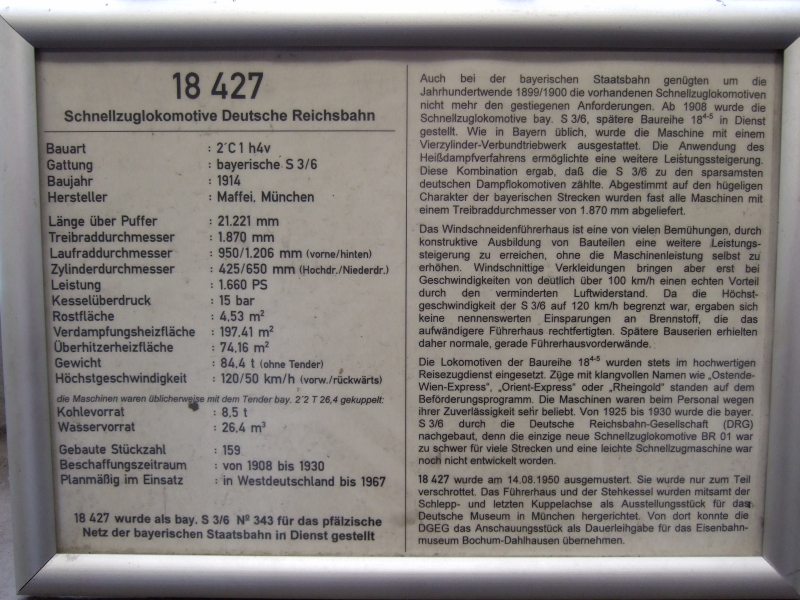 18 427
Schnellzuglokomotive Deutsche Reichsbahn
Bauart : 2´C 1 h4v
Gattung : bayerische S 3/6
Baujahr : 1914
Hersteller : Maffei, München
Länge über Puffer : 21.221 mm
Treibraddurchmesser : 1.870 mm
Laufraddurchmesser : 950/1.206 mm (vorne/hinten)
Zylinderdurchmesser : 425/650 mm (Hochdr./Niederdr.)
Leistung : 1.660 PS
Kesselüberdruck : 15 bar
Rostfläche : 4,53 m²
Verdampfungsheizfläche : 197,41 m²
Überhitzerheizfläche : 74,16 m²
Gewicht : 84,4 t (ohne Tender)
Höchstgeschwindigkeit : 120/50 km/h (vorw./rückwärts)
die Maschinen waren üblicherweise mit dem Tender bay. 2´2 T 26,4 gekuppelt:
Kohlevorrat : 8,5 t
Wasservorrat : 26,4 m³
Gebaute Stückzahl : 159
Beschaffungszeitraum : von 1908 bis 1930
Planmäßig im Einsatz : in Westdeutschland bis 1967
18 427 wurde als bay. S 3/6 Nº 343 für das pfälzische
Netz der bayerischen Staatsbahn in Dienst gestellt
Auch bei der bayerischen Staatsbahn genügten um die
Jahrhundertwende 1899/1900 die vorhandenen Schnellzuglokomotiven
nicht mehr den gestiegenen Anforderungen. Ab 1908 wurde die
Schnellzuglokomotive bay. S 3/6, spätere Baureihe 18⁴⁻⁵ in Dienst
gestellt. Wie in Bayern üblich, wurde die Maschine mit einem
Vierzylinder-Verbundtriebwerk ausgestattet. Die Anwendung des
Heißdampfverfahrens ermöglichte eine weitere Leistungssteigerung.
Diese Kombination ergab, daß die S 3/6 zu den sparsamsten
deutschen Dampflokomotiven zählte. Abgestimmt auf den hügeligen
Charakter der bayerischen Strecken wurden fast alle Maschinen mit
einem Treibraddurchmesser von 1.870 mm abgeliefert.
Das Windschneidenführerhaus ist eine von vielen Bemühungen, durch
konstruktive Ausbildung von Bauteilen eine weitere Leistungs-
steigerung zu erreichen, ohne die Maschinenleistung selbst zu
erhöhen. Windschnittige Verkleidungen bringen aber erst bei
Geschwindigkeiten von deutlich über 100 km/h einen echten Vorteil
durch den verminderten Luftwiderstand. Da die Höchst-
geschwindigkeit der S 3/6 auf 120 km/h begrenzt war, ergaben sich
keine nennenswerten Einsparungen an Brennstoff, die das
aufwändigere Führerhaus rechtfertigten. Spätere Bauserien erhielten
daher normale, gerade Führerhausvorderwände.
Die Lokomotiven der Baureihe 18⁴⁻⁵ wurden stets im hochwertigen
Reisezugdienst eingesetzt. Züge mit klangvollen Namen wie „Ostende-
Wien-Express“, „Orient-Express“ oder „Rheingold“ standen auf dem
Beförderungsprogramm. Die Maschinen waren beim Personal wegen
ihrer Zuverlässigkeit sehr beliebt. Von 1925 bis 1930 wurde die bayer.
S 3/6 durch die Deutsche Reichsbahn-Gesellschaft (DRG)
nachgebaut, denn die einzige neue Schnellzuglokomotive BR 01 war
zu schwer für viele Strecken und eine leichte Schnellzugmaschine war
noch nicht entwickelt worden.
18 427 wurde am 14.08.1950 ausgemustert. Sie wurde nur zum Teil
verschrottet. Das Führerhaus und der Stehkessel wurden mitsamt der
Schlepp- und letzten Kuppelachse als Ausstellungsstück für das
Deutsche Museum in München hergerichtet. Von dort konnte die
DGEG das Anschauungsstück als Dauerleihgabe für das Eisenbahn-
museum Bochum-Dahlhausen übernehmen.